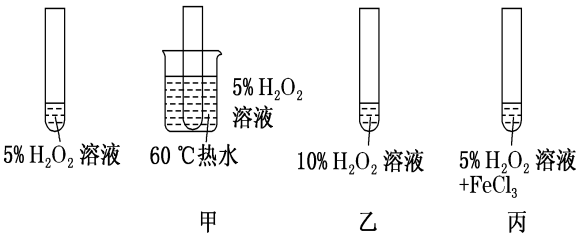 5% H₂O₂ 溶液
5% H₂O₂
溶液
60 ℃热水
10% H₂O₂ 溶液
5% H₂O₂ 溶液
+FeCl₃
甲
乙
丙